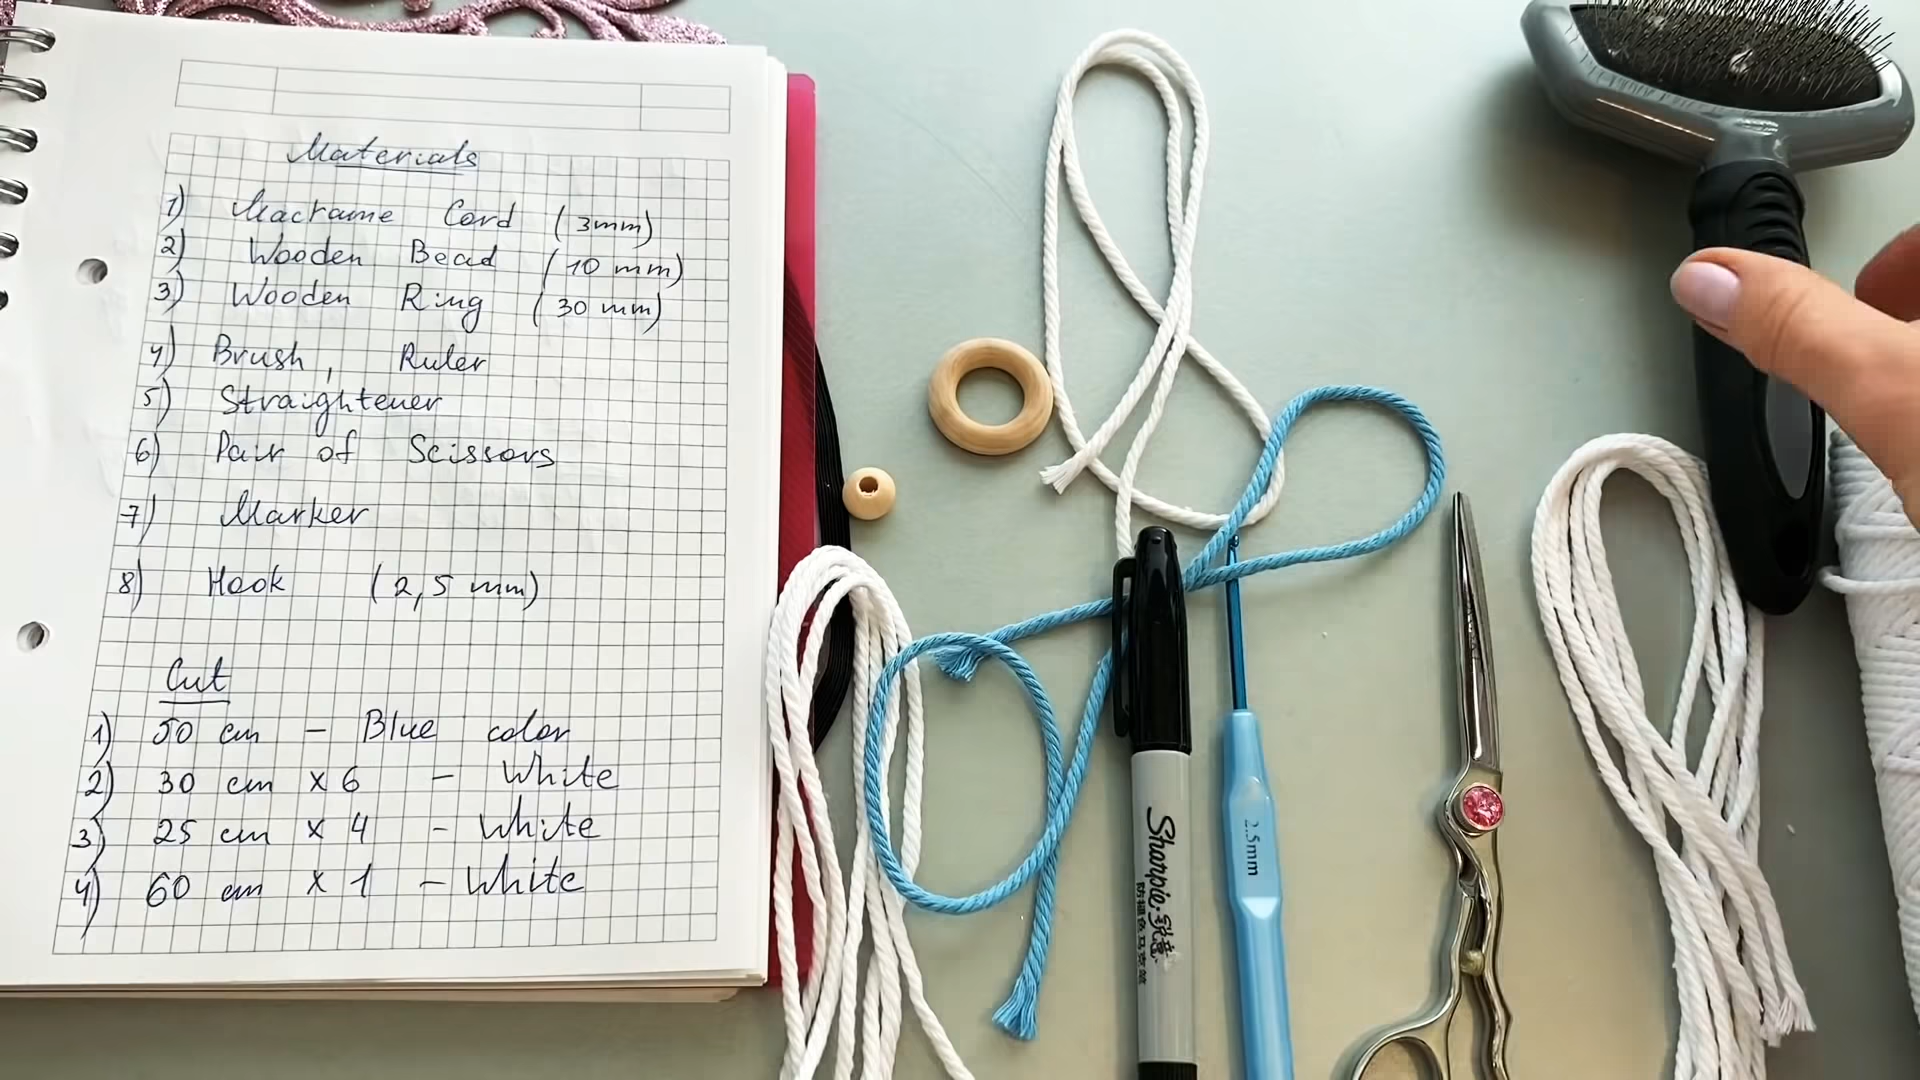 Materials
1) Macrame Cord (3mm)
2) Wooden Bead (10 mm)
3) Wooden Ring (30 mm)
4) Brush, Ruler
5) Straightener
6) Pair of Scissors
7) Marker
8) Hook (2,5 mm)
Cut
1) 50 cm - Blue color
2) 30 cm x 6 - White
3) 25 cm x 4 - White
4) 60 cm x 1 - White
Sharpie. 锐意
2.5mm